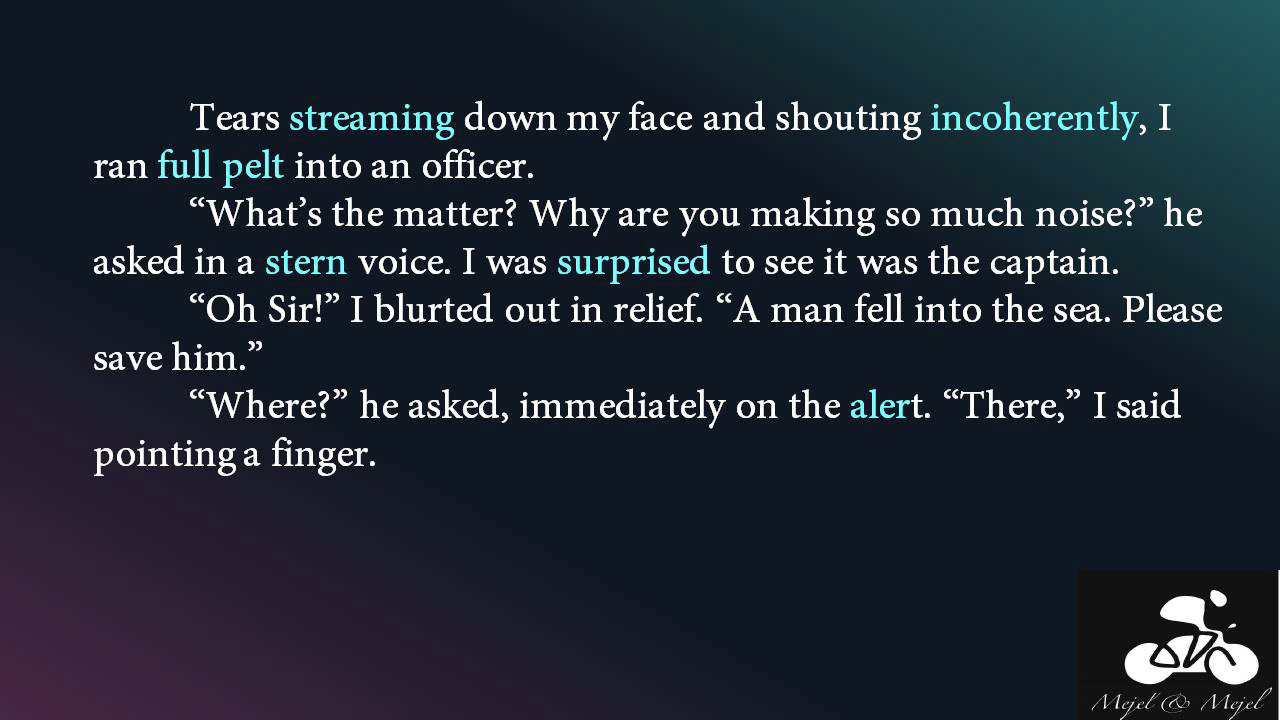 Tears streaming down my face and shouting incoherently, I
ran full pelt into an officer.
“What’s the matter? Why are you making so much noise?” he
asked in a stern voice. I was surprised to see it was the captain.
“Oh Sir!” I blurted out in relief. “A man fell into the sea. Please
save him.”
“Where?” he asked, immediately on the alert. “There,” I said
pointing a finger.
Mejel & Mejel